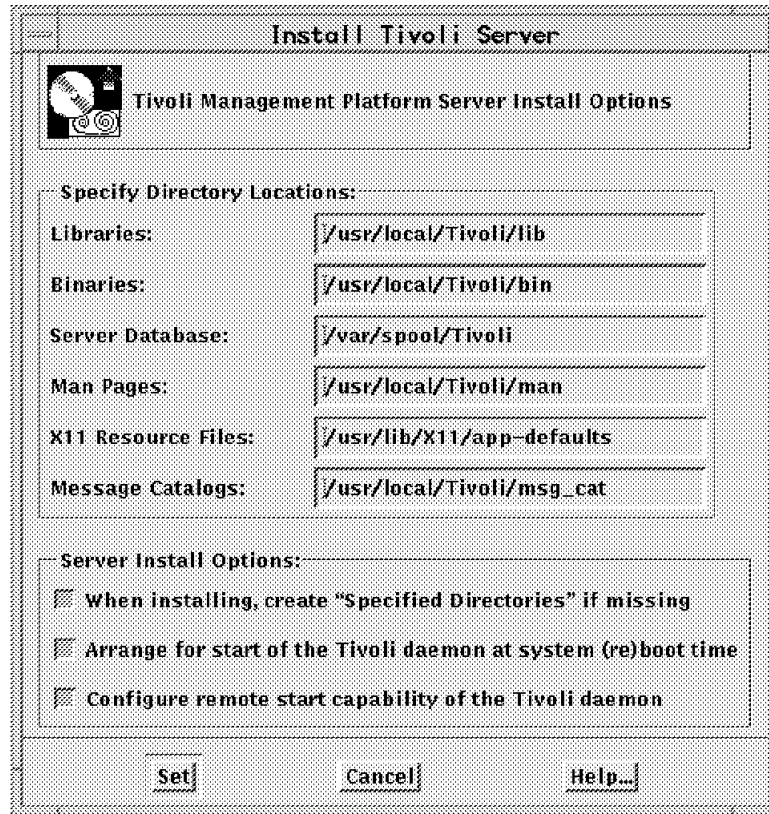 Install Tivoli Server
Tivoli Management Platform Server Install Options
Specify Directory Locations:
Libraries: /usr/local/Tivoli/lib
Binaries: /usr/local/Tivoli/bin
Server Database: /var/spool/Tivoli
Man Pages: /usr/local/Tivoli/man
X11 Resource Files: /usr/lib/X11/app-defaults
Message Catalogs: /usr/local/Tivoli/msg_cat
Server Install Options:
When installing, create “Specified Directories” if missing
Arrange for start of the Tivoli daemon at system (re)boot time
Configure remote start capability of the Tivoli daemon
Set Cancel Help...